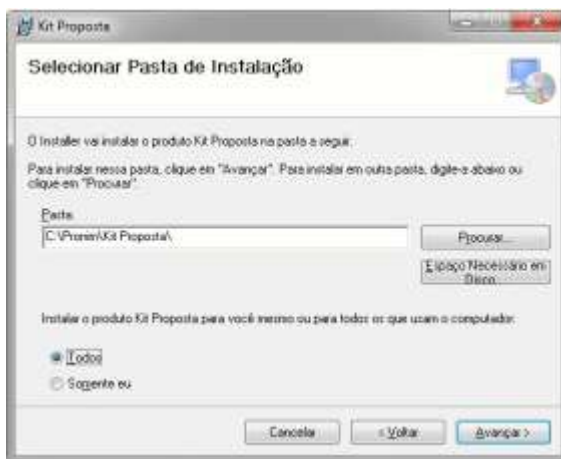 Kit Proposta
Selecionar Pasta de Instalação
O Installer vai instalar o produto Kit Proposta na pasta a seguir.
Para instalar nessa pasta, clique em "Avançar". Para instalar em outra pasta, digite-a abaixo ou
clique em "Procurar".
Pasta:
C:\Pronim\Kit Proposta\
Procurar...
Espaço Necessário em
Disco...
Instalar o produto Kit Proposta para você mesmo ou para todos os que usam o computador:
Todos
Somente eu
Cancelar
< Voltar
Avançar >